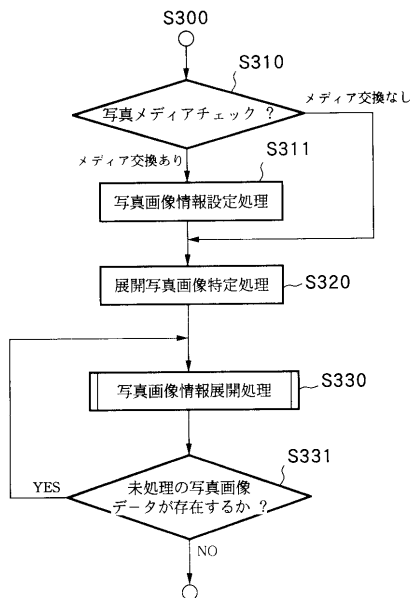 S300
S310
写真メディアチェック ?
メディア交換なし
メディア交換あり
S311
写真画像情報設定処理
展開写真画像特定処理
S320
写真画像情報展開処理
S330
S331
未処理の写真画像
データが存在するか ?
YES
NO